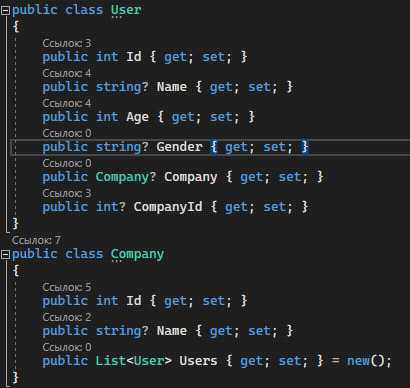 public class User
{
Ссылок: 3
public int Id { get; set; }
Ссылок: 4
public string? Name { get; set; }
Ссылок: 4
public int Age { get; set; }
Ссылок: 0
public string? Gender { get; set; }
Ссылок: 0
public Company? Company { get; set; }
Ссылок: 3
public int? CompanyId { get; set; }
}
Ссылок: 7
public class Company
{
Ссылок: 5
public int Id { get; set; }
Ссылок: 2
public string? Name { get; set; }
Ссылок: 0
public List<User> Users { get; set; } = new();
}